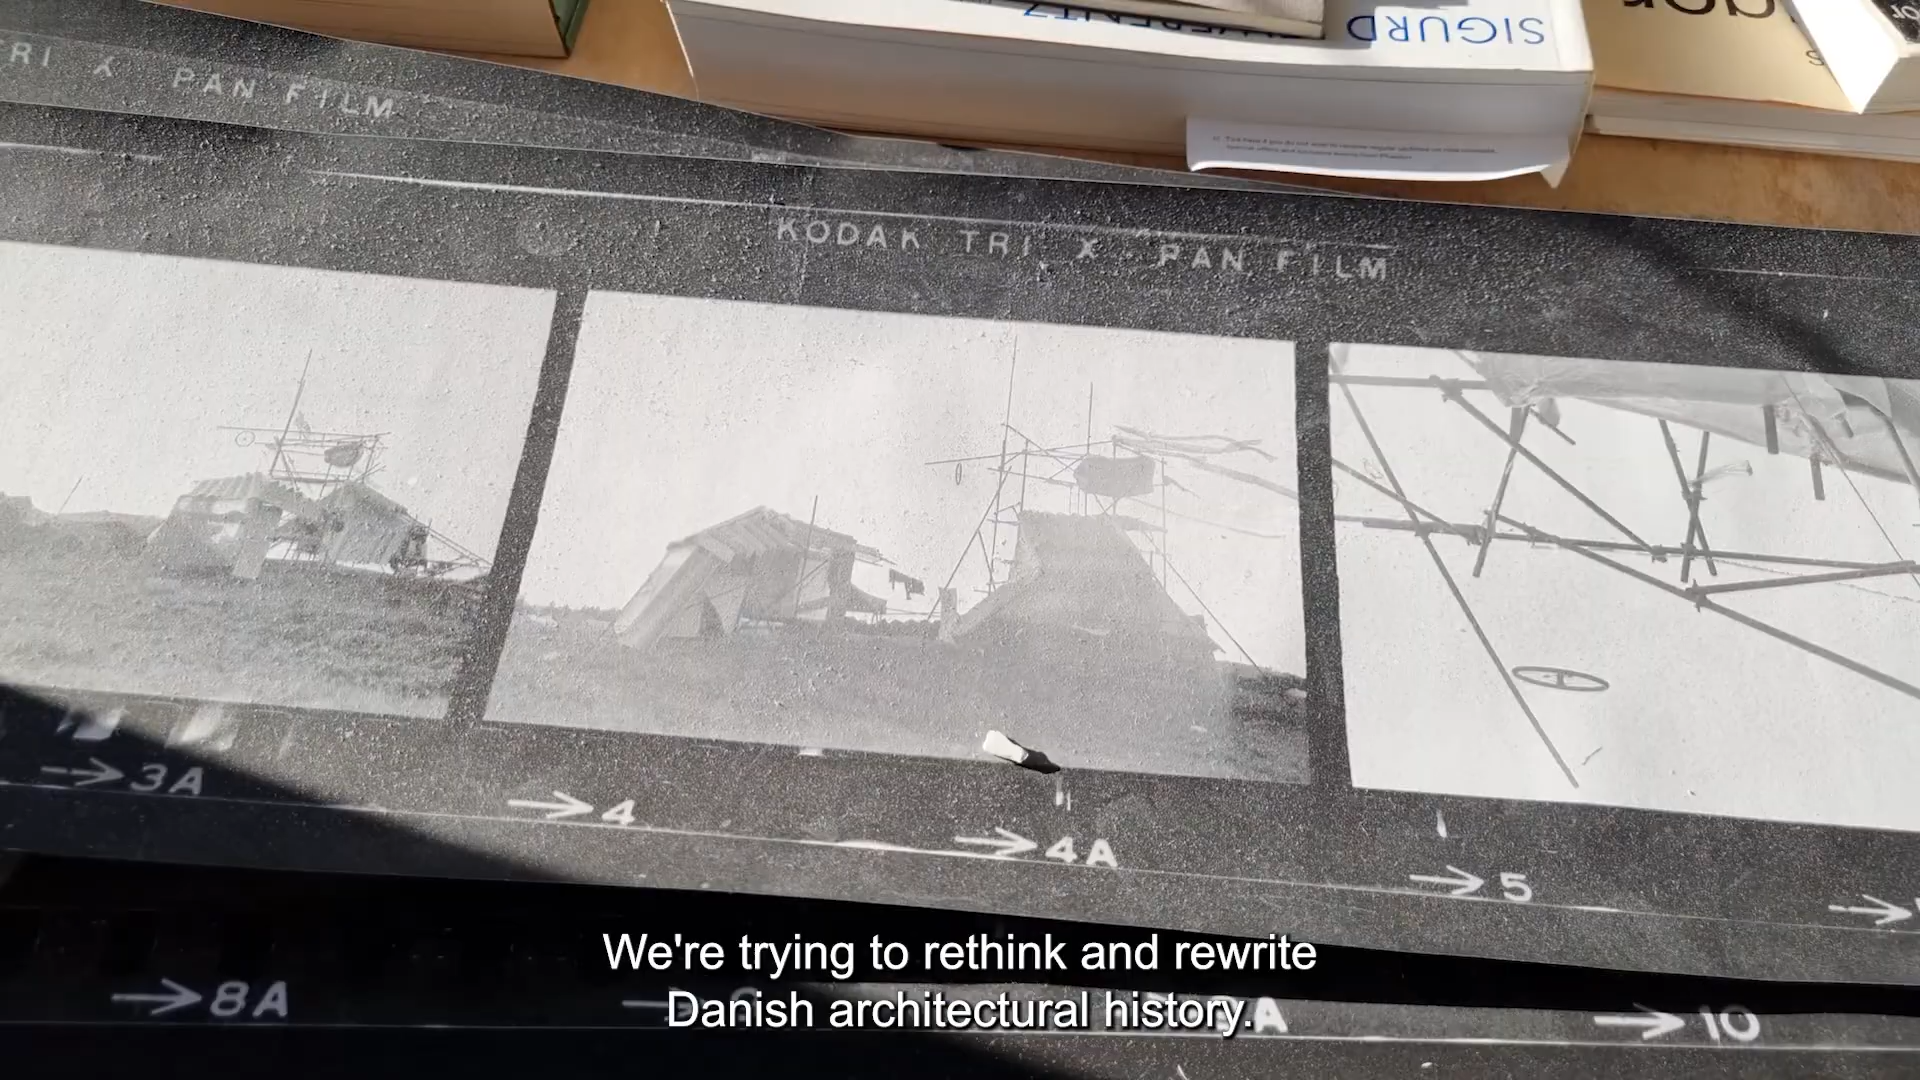 SIGURD
TRI X PAN FILM
KODAK TRI X PAN FILM
→ 3A
→ 4
→ 4A
→ 5
→ 8A
→ 10
We're trying to rethink and rewrite
Danish architectural history.